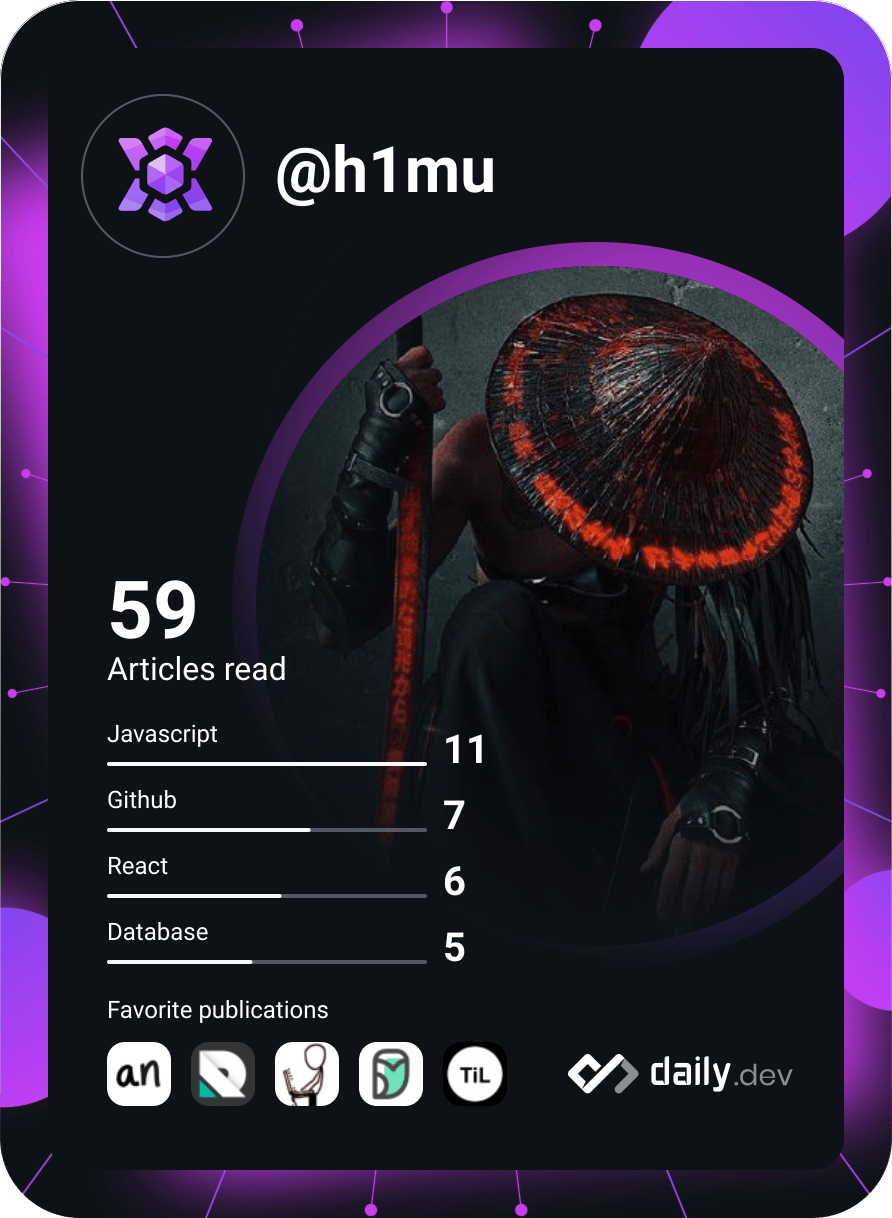 @h1mu
59
Articles read
Javascript
11
Github
7
React
6
Database
5
Favorite publications
an
TiL
daily.dev